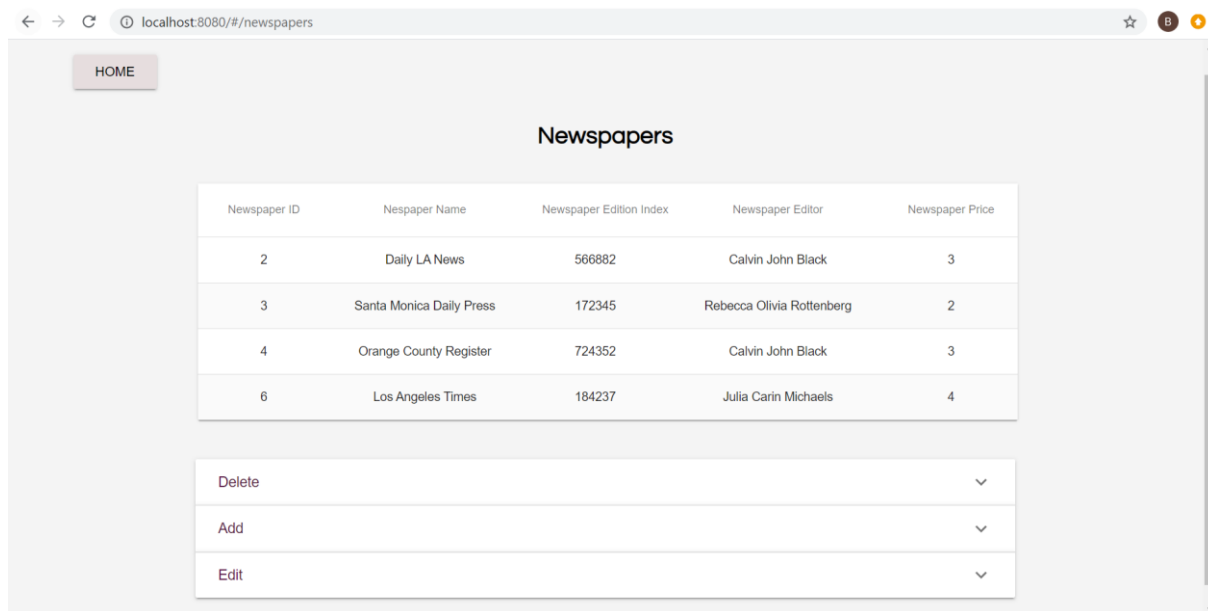 localhost:8080/#/newspapers
B
HOME
Newspapers
Newspaper ID Nespaper Name Newspaper Edition Index Newspaper Editor Newspaper Price
2 Daily LA News 566882 Calvin John Black 3
3 Santa Monica Daily Press 172345 Rebecca Olivia Rottenberg 2
4 Orange County Register 724352 Calvin John Black 3
6 Los Angeles Times 184237 Julia Carin Michaels 4
Delete
Add
Edit